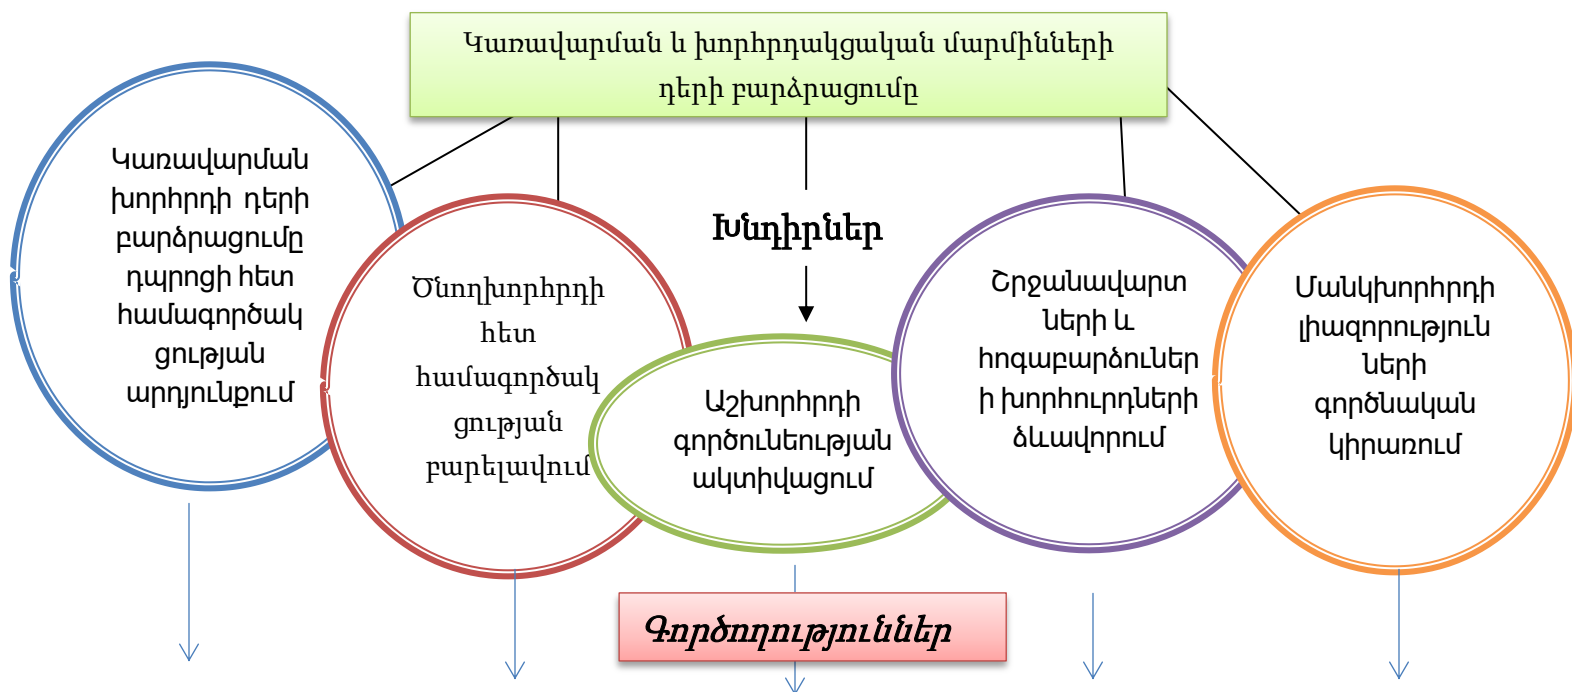 Կառավարման և խորհրդակցական մարմինների
դերի բարձրացումը
Կառավարման
խորհրդի դերի
բարձրացումը
դպրոցի հետ
համագործակ
ցության
արդյունքում
Ծնողխորհրդի
հետ
համագործակ
ցության
բարելավում
Խնդիրներ
Աշխորհրդի
գործունեության
ակտիվացում
Շրջանավարտ
ների և
հոգաբարձուներ
ի խորհուրդների
ձևավորում
Մանկխորհրդի
լիազորություն
ների
գործնական
կիրառում
Գործողություններ